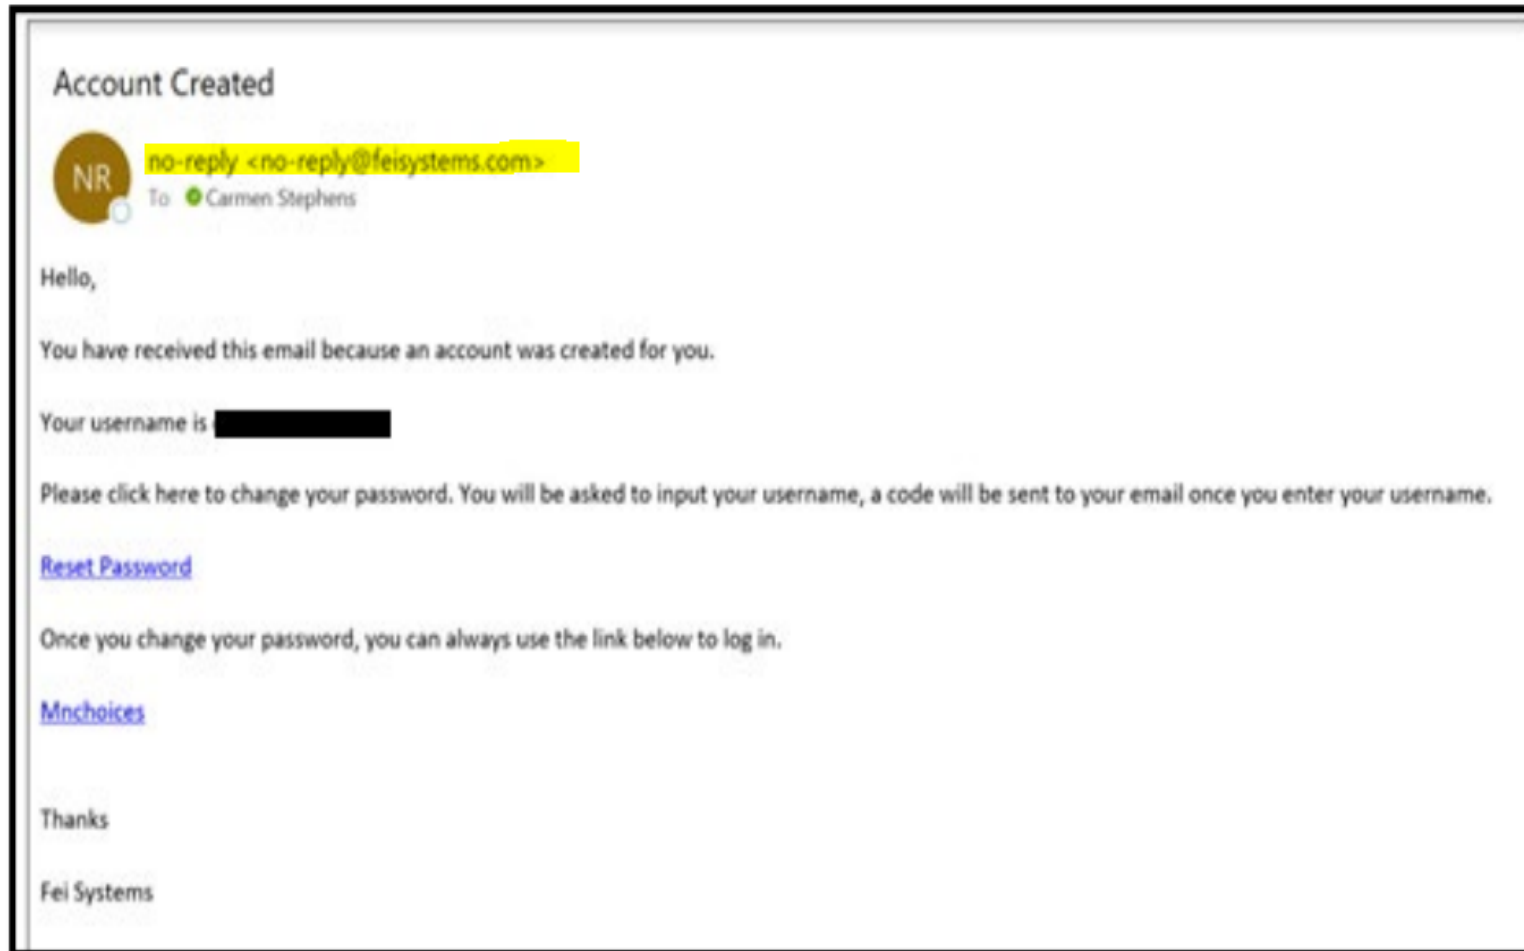 Account Created
NR
no-reply <no-reply@feisystems.com>
To Carmen Stephens
Hello,
You have received this email because an account was created for you.
Your username is
Please click here to change your password. You will be asked to input your username, a code will be sent to your email once you enter your username.
Reset Password
Once you change your password, you can always use the link below to log in.
Mnchoices
Thanks
Fei Systems